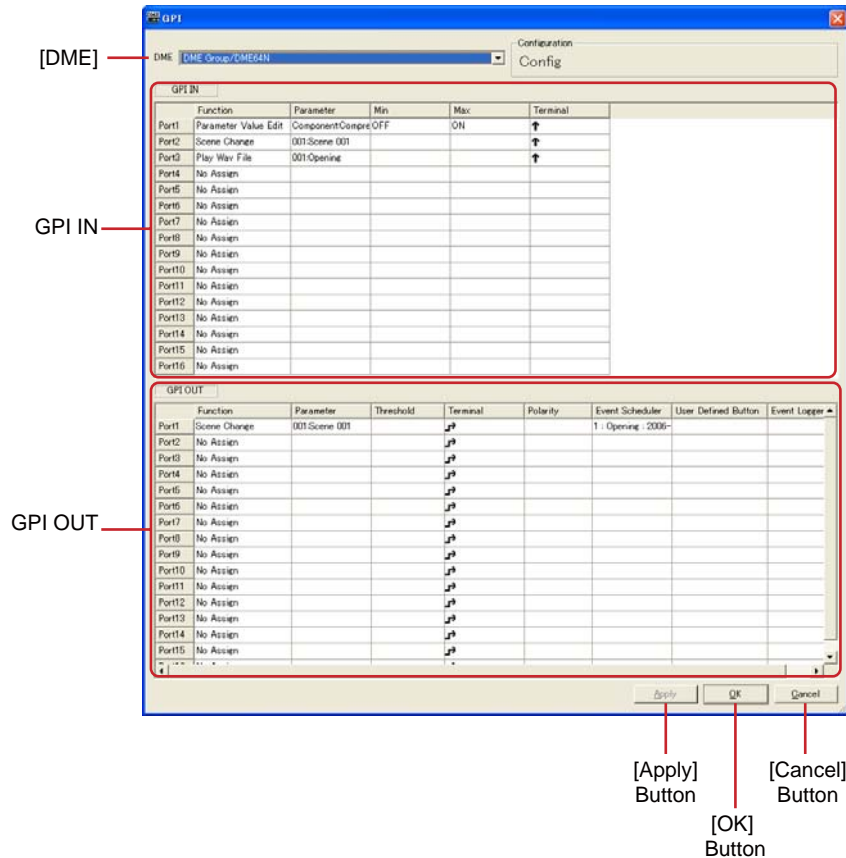 GPI
[DME]
DME DME Group/DME64N
Configuration
Config
GPI IN
GPI IN
Function Parameter Min Max Terminal
Port1 Parameter Value Edit Component:Compre OFF ON
Port2 Scene Change 001:Scene 001
Port3 Play Wav File 001:Opening
Port4 No Assign
Port5 No Assign
Port6 No Assign
Port7 No Assign
Port8 No Assign
Port9 No Assign
Port10 No Assign
Port11 No Assign
Port12 No Assign
Port13 No Assign
Port14 No Assign
Port15 No Assign
Port16 No Assign
GPI OUT
GPI OUT
Function Parameter Threshold Terminal Polarity Event Scheduler User Defined Button Event Logger
Port1 Scene Change 001:Scene 001 1 : Opening : 2006-
Port2 No Assign
Port3 No Assign
Port4 No Assign
Port5 No Assign
Port6 No Assign
Port7 No Assign
Port8 No Assign
Port9 No Assign
Port10 No Assign
Port11 No Assign
Port12 No Assign
Port13 No Assign
Port14 No Assign
Port15 No Assign
Apply OK Cancel
[Apply]
Button
[OK]
Button
[Cancel]
Button